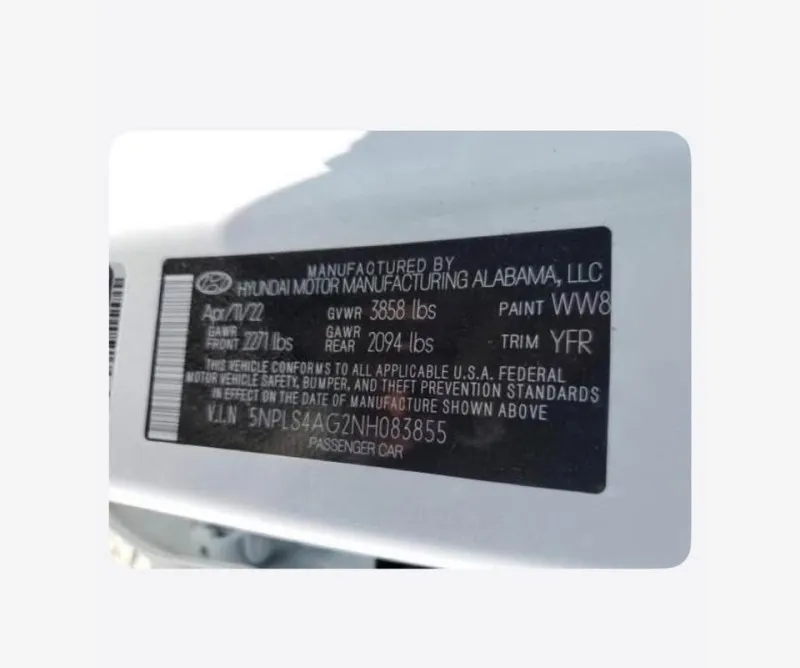 MANUFACTURED BY
HYUNDAI MOTOR MANUFACTURING ALABAMA, LLC
Apr/11/22 GVWR 3858 lbs PAINT WW8
GAWR FRONT 2271 lbs GAWR REAR 2094 lbs TRIM YFR
THIS VEHICLE CONFORMS TO ALL APPLICABLE U.S.A. FEDERAL
MOTOR VEHICLE SAFETY, BUMPER, AND THEFT PREVENTION STANDARDS
IN EFFECT ON THE DATE OF MANUFACTURE SHOWN ABOVE
V.I.N 5NPLS4AG2NH083855
PASSENGER CAR